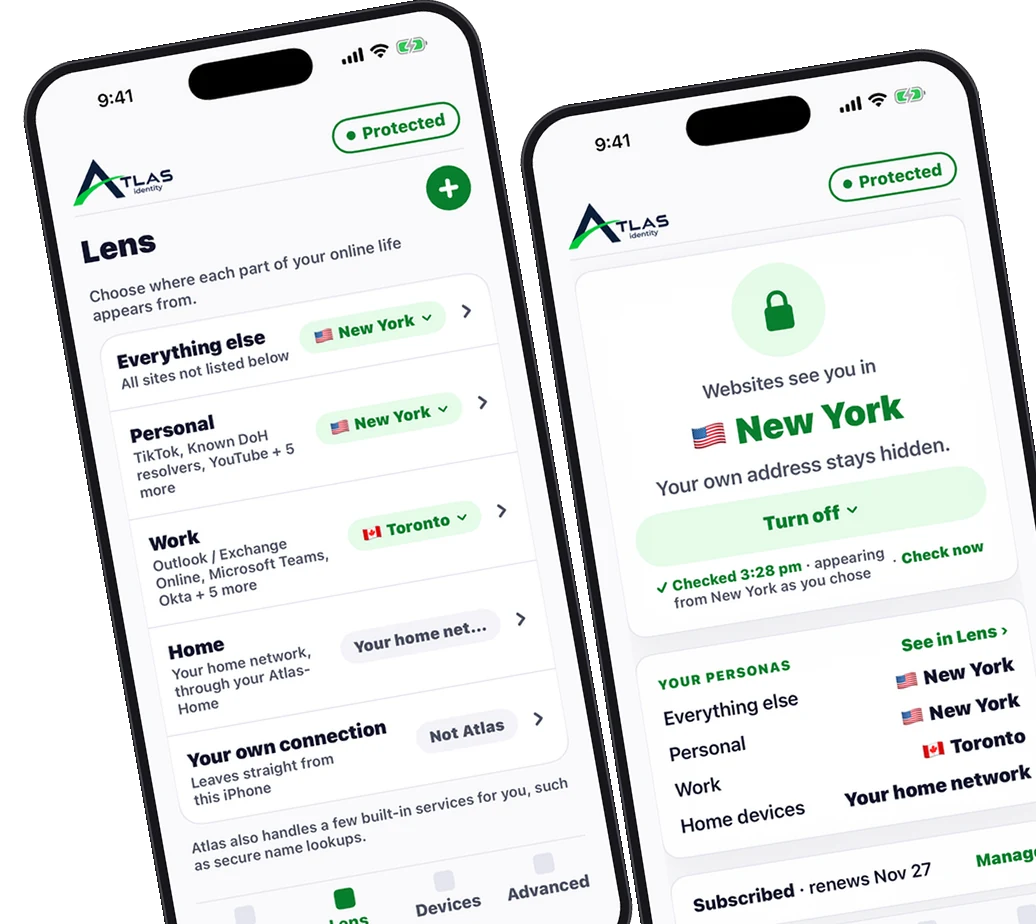 9:41
Protected
ATLAS
identity
Lens
Choose where each part of your online life
appears from.
Everything else
All sites not listed below
New York
Personal
TikTok, Known DoH
resolvers, YouTube + 5
more
New York
Work
Outlook / Exchange
Online, Microsoft Teams,
Okta + 5 more
Toronto
Home
Your home network,
through your Atlas-
Home
Your home net...
Your own connection
Leaves straight from
this iPhone
Not Atlas
Atlas also handles a few built-in services for you, such
as secure name lookups.
Lens
Devices
Advanced
9:41
Protected
ATLAS
identity
Websites see you in
New York
Your own address stays hidden.
Turn off
✓ Checked 3:28 pm · appearing
from New York as you chose
· Check now
YOUR PERSONAS
See in Lens ›
Everything else
New York
Personal
New York
Work
Toronto
Home devices
Your home network
Subscribed · renews Nov 27